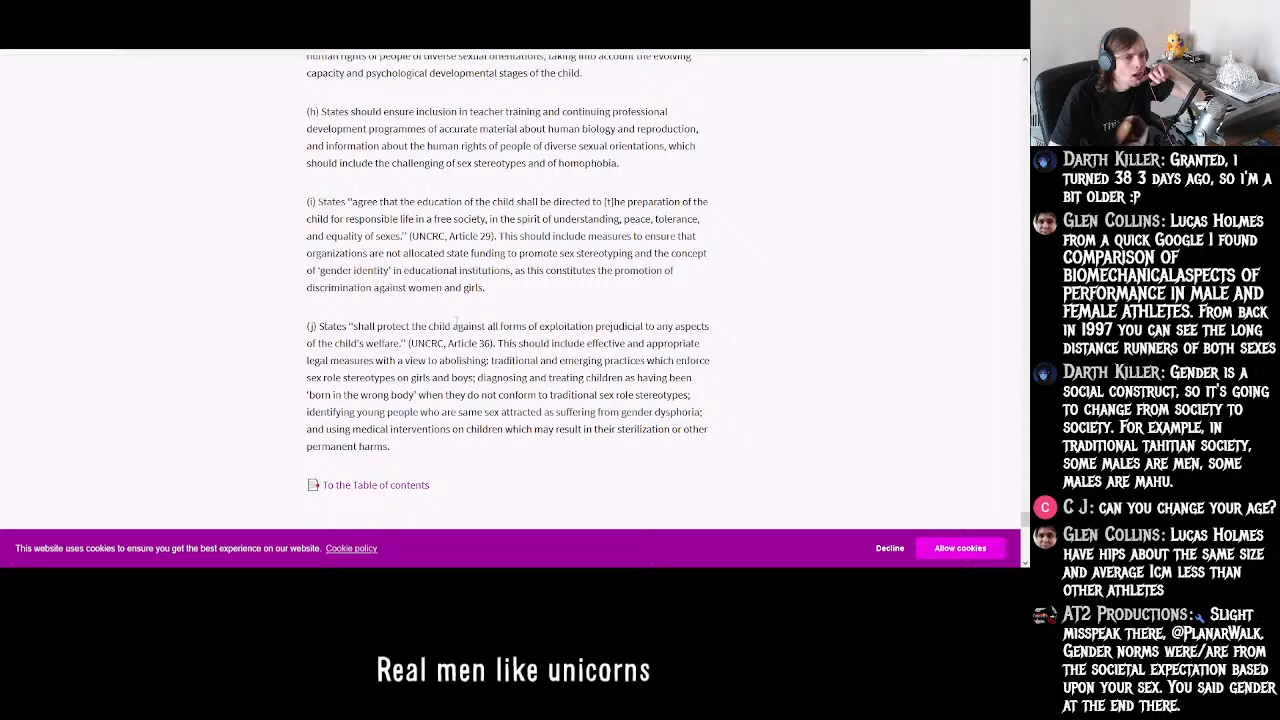 human rights of people of diverse sexual orientations, taking into account the evolving
capacity and psychological developmental stages of the child.
(h) States should ensure inclusion in teacher training and continuing professional
development programmes of accurate material about human biology and reproduction,
and information about the human rights of people of diverse sexual orientations, which
should include the challenging of sex stereotypes and of homophobia.
(i) States “agree that the education of the child shall be directed to [t]he preparation of the
child for responsible life in a free society, in the spirit of understanding, peace, tolerance,
and equality of sexes.” (UNCRC, Article 29). This should include measures to ensure that
organizations are not allocated state funding to promote sex stereotyping and the concept
of ‘gender identity’ in educational institutions, as this constitutes the promotion of
discrimination against women and girls.
(j) States “shall protect the child against all forms of exploitation prejudicial to any aspects
of the child’s welfare.” (UNCRC, Article 36). This should include effective and appropriate
legal measures with a view to abolishing: traditional and emerging practices which enforce
sex role stereotypes on girls and boys; diagnosing and treating children as having been
‘born in the wrong body’ when they do not conform to traditional sex role stereotypes;
identifying young people who are same sex attracted as suffering from gender dysphoria;
and using medical interventions on children which may result in their sterilization or other
permanent harms.
To the Table of contents
This website uses cookies to ensure you get the best experience on our website. Cookie policy
Decline
Allow cookies
Real men like unicorns
Thi
Darth Killer: Granted, I
turned 38 3 days ago, so I'm a
bit older :P
Glen Collins: Lucas Holmes
from a quick Google I found
COMPARISON OF
BIOMECHANICALASPECTS OF
PERFORMANCE IN MALE AND
FEMALE ATHLETES. From back
in 1997 you can see the long
distance runners of both sexes
Darth Killer: Gender is a
social construct, so it's going
to change from society to
society. For example, in
traditional Tahitian society,
some males are men, some
males are mahu.
C
C J: can you change your age?
Glen Collins: Lucas Holmes
have hips about the same size
and average 1cm less than
other athletes
AT2 Productions: Slight
misspeak there, @PlanarWalk.
Gender norms were/are from
the societal expectation based
upon your sex. You said gender
at the end there.